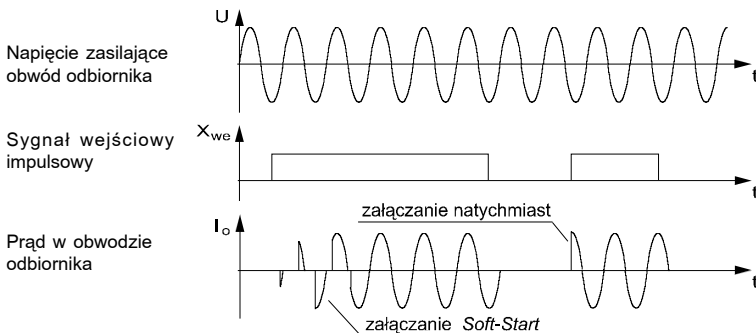 U
Napięcie zasilające
obwód odbiornika
t
Sygnał wejściowy
impulsowy
Xwe
t
załączanie natychmiast
Io
Prąd w obwodzie
odbiornika
t
załączanie Soft-Start